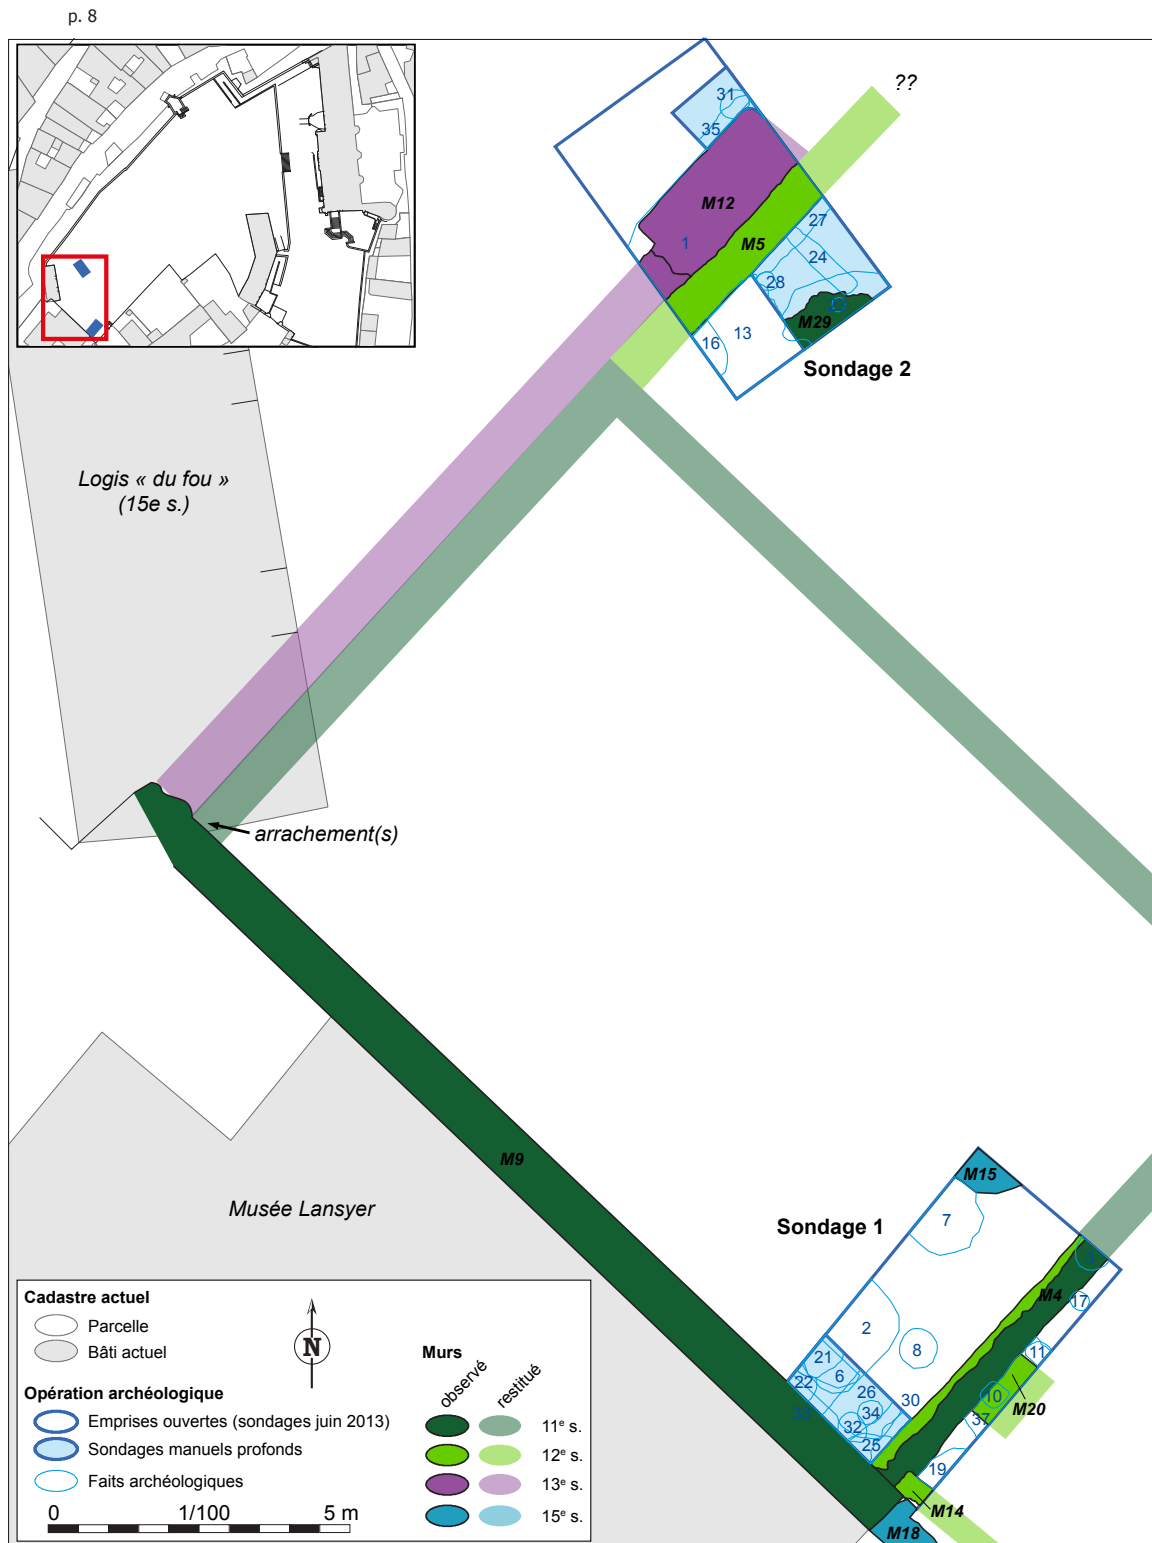 p. 8
??
31
35
M12
1
M5
27
24
28
M29
13
16
Sondage 2
Logis « du fou »
(15e s.)
arrachement(s)
M9
Musée Lansyer
Sondage 1
M15
7
3
M4
17
2
8
11
21
6
22
26
10
30
34
M20
33
32
37
25
19
M14
M18
Cadastre actuel
Parcelle
Bâti actuel
N
Opération archéologique
Emprises ouvertes (sondages juin 2013)
Sondages manuels profonds
Faits archéologiques
0 1/100 5 m
Murs
observé restitué
11e s.
12e s.
13e s.
15e s.